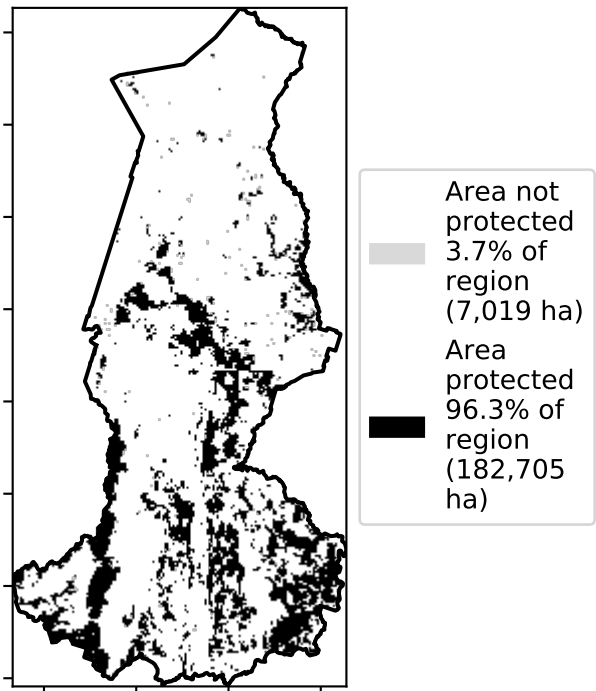 Area not
protected
3.7% of
region
(7,019 ha)
Area
protected
96.3% of
region
(182,705
ha)